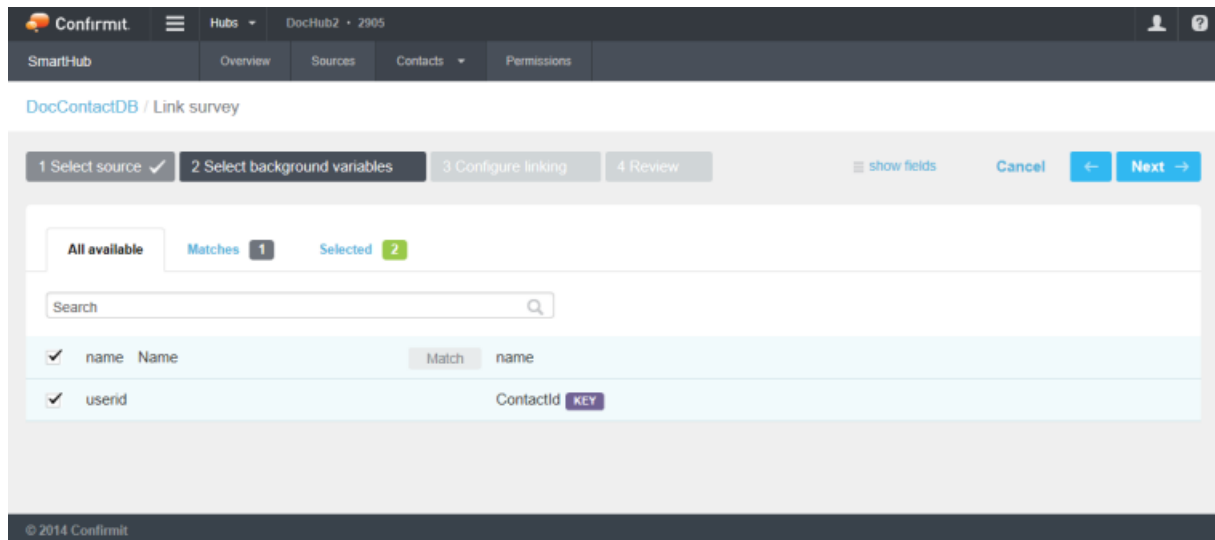 Confirmit. Hubs DocHub2 • 2905
SmartHub Overview Sources Contacts Permissions
DocContactDB / Link survey
1 Select source 2 Select background variables 3 Configure linking 4 Review show fields Cancel ← Next →
All available Matches 1 Selected 2
Search
name Name Match name
userid ContactId KEY
© 2014 Confirmit